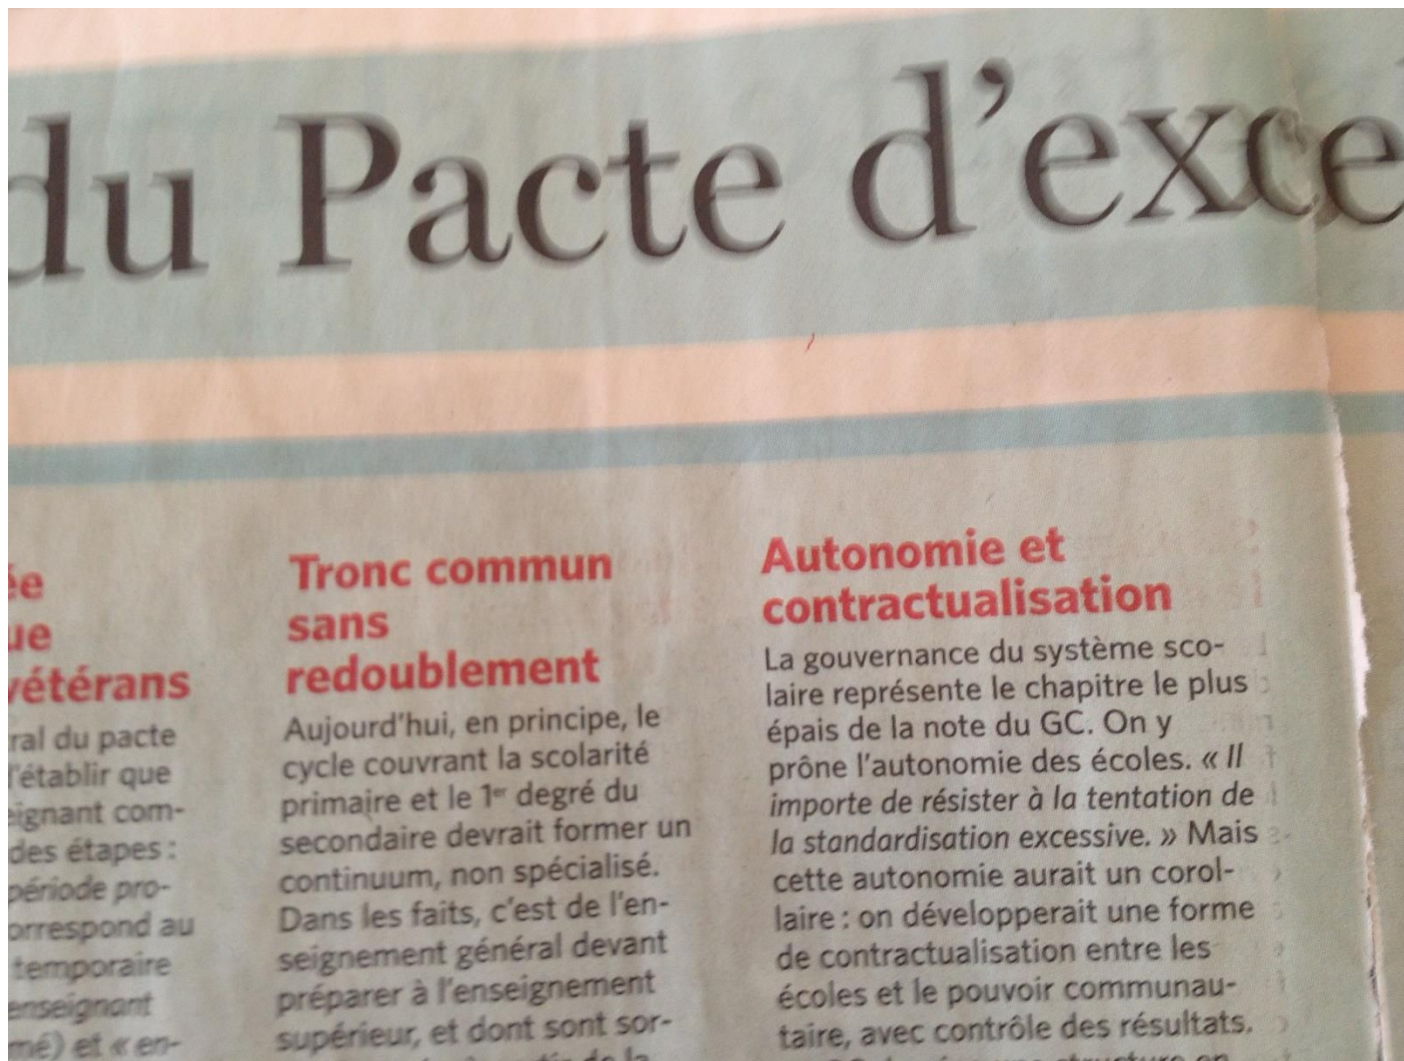 du Pacte d'exce
ée
ue
vétérans
ral du pacte
l'établir que
eignant com-
des étapes :
période pro-
orrespond au
temporaire
enseignant
mé) et « en-
Tronc commun
sans
redoublement
Aujourd'hui, en principe, le
cycle couvrant la scolarité
primaire et le 1er degré du
secondaire devrait former un
continuum, non spécialisé.
Dans les faits, c'est de l'en-
seignement général devant
préparer à l'enseignement
supérieur, et dont sont sor-
Autonomie et
contractualisation
La gouvernance du système sco-
laire représente le chapitre le plus
épais de la note du GC. On y
prône l'autonomie des écoles. « Il
importe de résister à la tentation de
la standardisation excessive. » Mais
cette autonomie aurait un corol-
laire : on développerait une forme
de contractualisation entre les
écoles et le pouvoir communau-
taire, avec contrôle des résultats.